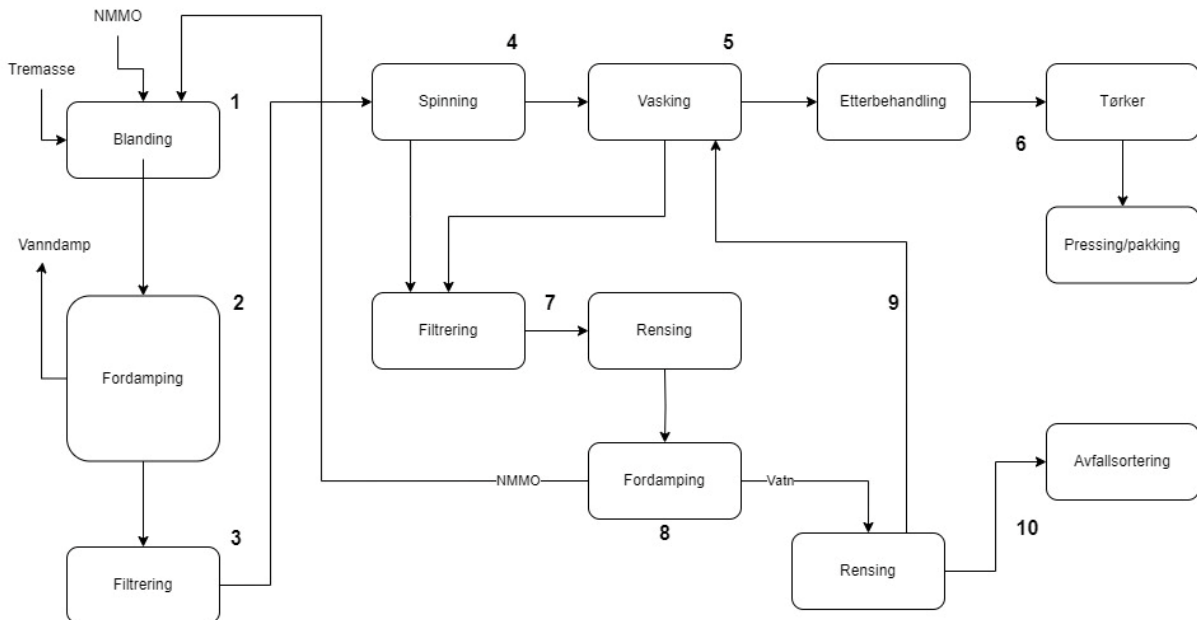 NMMO
4
5
Tremasse
1
Spinning
Vasking
Etterbehandling
Tørker
Blanding
6
Vanndamp
Pressing/pakking
2
7
9
Filtrering
Rensing
Fordamping
Avfallsortering
NMMO
Fordamping
Vatn
3
8
10
Filtrering
Rensing